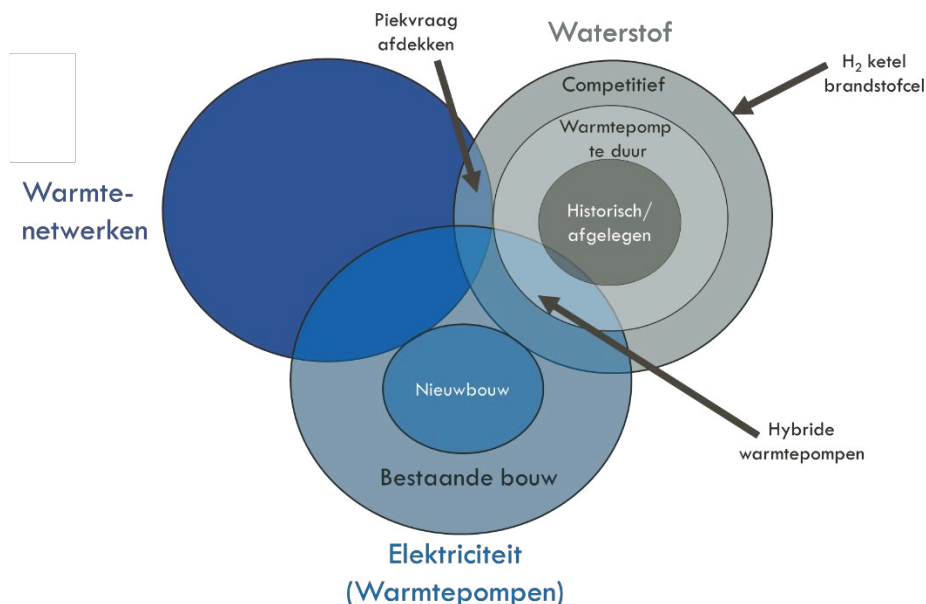 Piekvraag
afdekken
Waterstof
H₂ ketel
brandstofcel
Competitief
Warmtepomp
te duur
Historisch/
afgelegen
Warmte-
netwerken
Nieuwbouw
Bestaande bouw
Hybride
warmtepompen
Elektriciteit
(Warmtepompen)